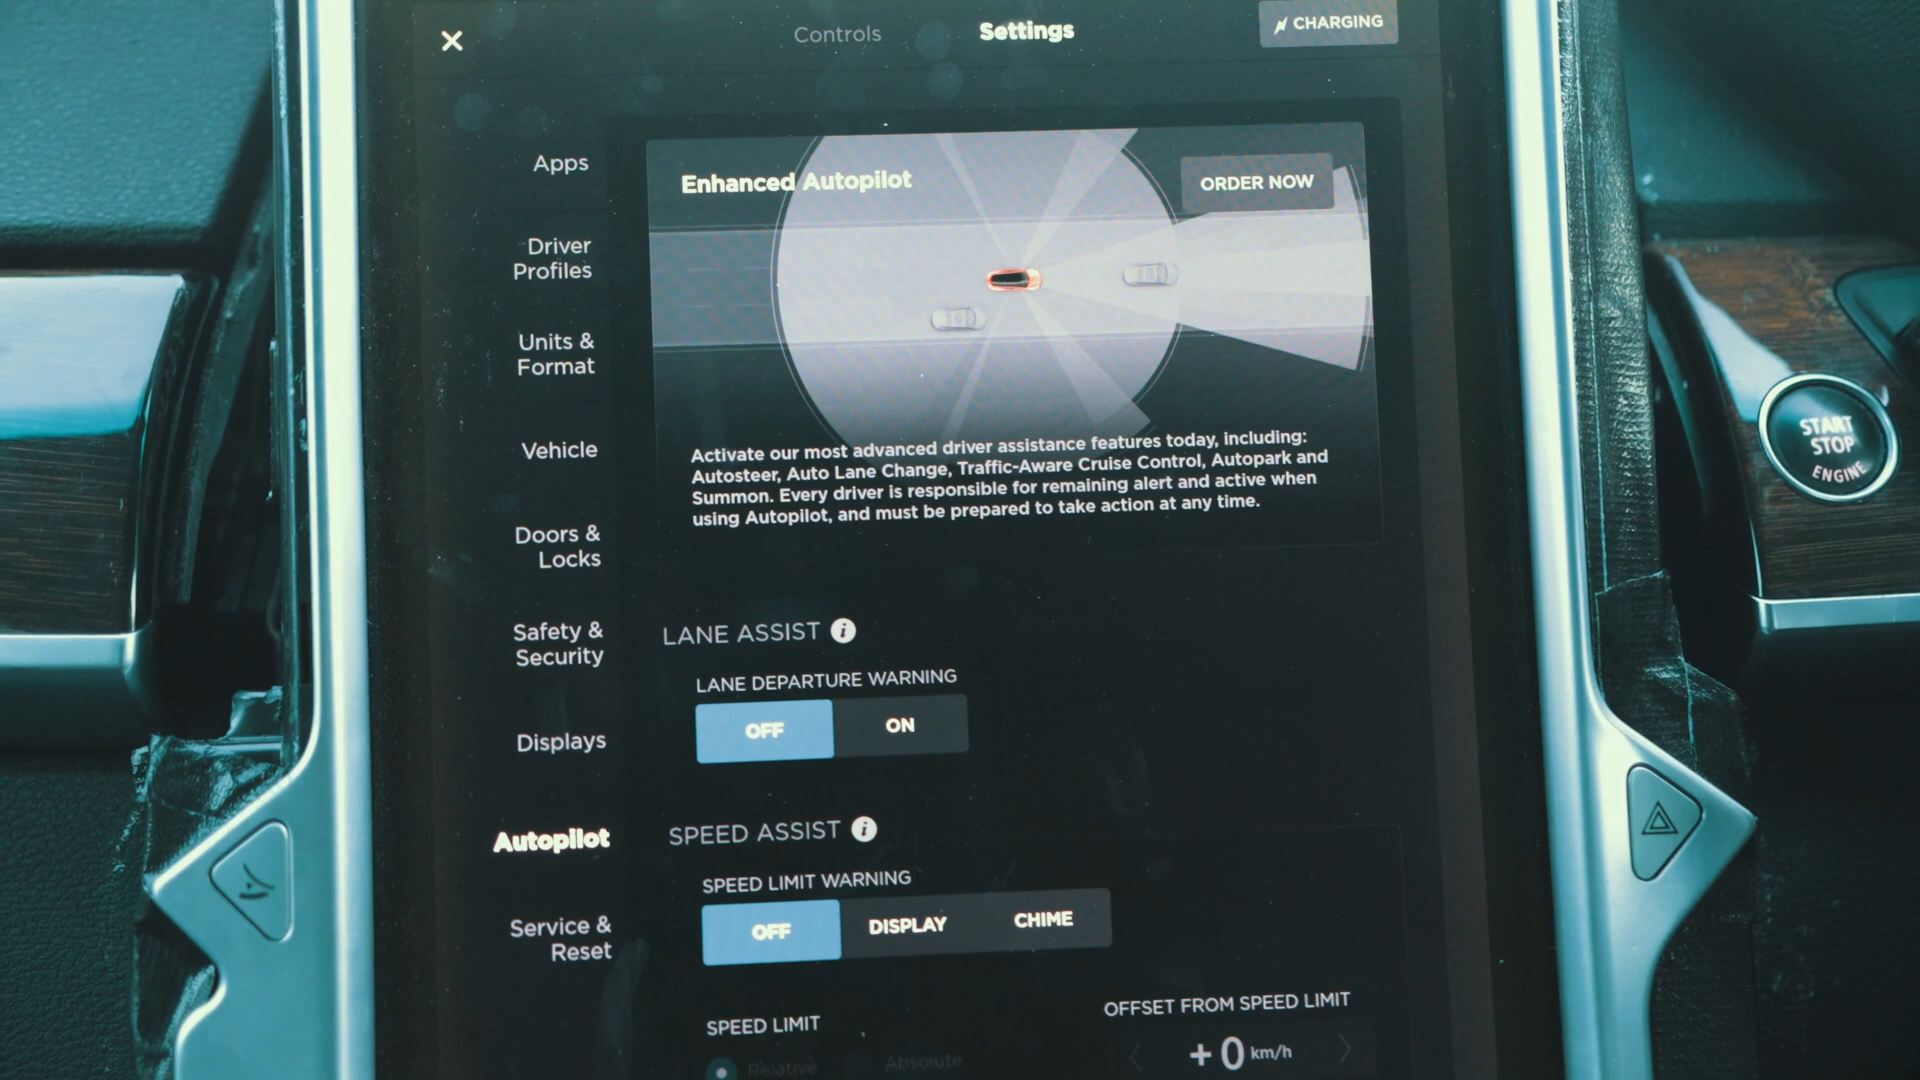 Controls
Settings
CHARGING
Apps
Driver
Profiles
Units &
Format
Vehicle
Doors &
Locks
Safety &
Security
Displays
Autopilot
Service &
Reset
Enhanced Autopilot
ORDER NOW
Activate our most advanced driver assistance features today, including:
Autosteer, Auto Lane Change, Traffic-Aware Cruise Control, Autopark and
Summon. Every driver is responsible for remaining alert and active when
using Autopilot, and must be prepared to take action at any time.
LANE ASSIST i
LANE DEPARTURE WARNING
OFF ON
SPEED ASSIST i
SPEED LIMIT WARNING
OFF DISPLAY CHIME
SPEED LIMIT
Relative Absolute
OFFSET FROM SPEED LIMIT
+0 km/h
START
STOP
ENGINE